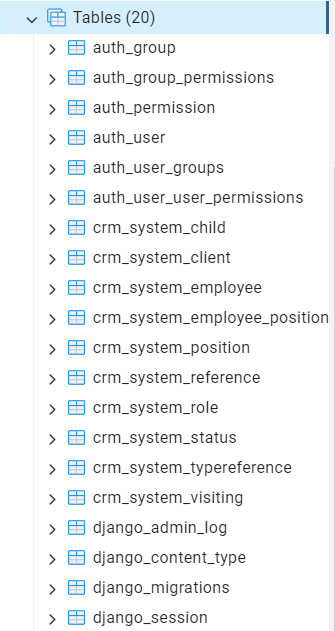 Tables (20)
auth_group
auth_group_permissions
auth_permission
auth_user
auth_user_groups
auth_user_user_permissions
crm_system_child
crm_system_client
crm_system_employee
crm_system_employee_position
crm_system_position
crm_system_reference
crm_system_role
crm_system_status
crm_system_typereference
crm_system_visiting
django_admin_log
django_content_type
django_migrations
django_session